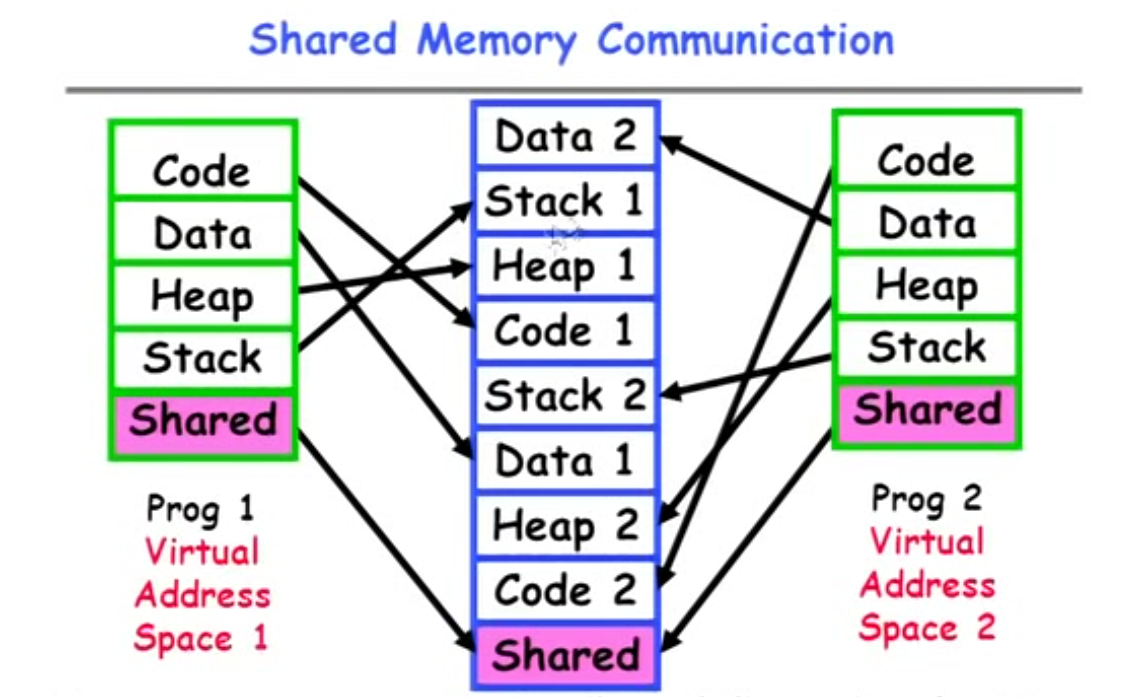 Shared Memory Communication
Code
Data
Heap
Stack
Shared
Prog 1
Virtual
Address
Space 1
Data 2
Stack 1
Heap 1
Code 1
Stack 2
Data 1
Heap 2
Code 2
Shared
Code
Data
Heap
Stack
Shared
Prog 2
Virtual
Address
Space 2